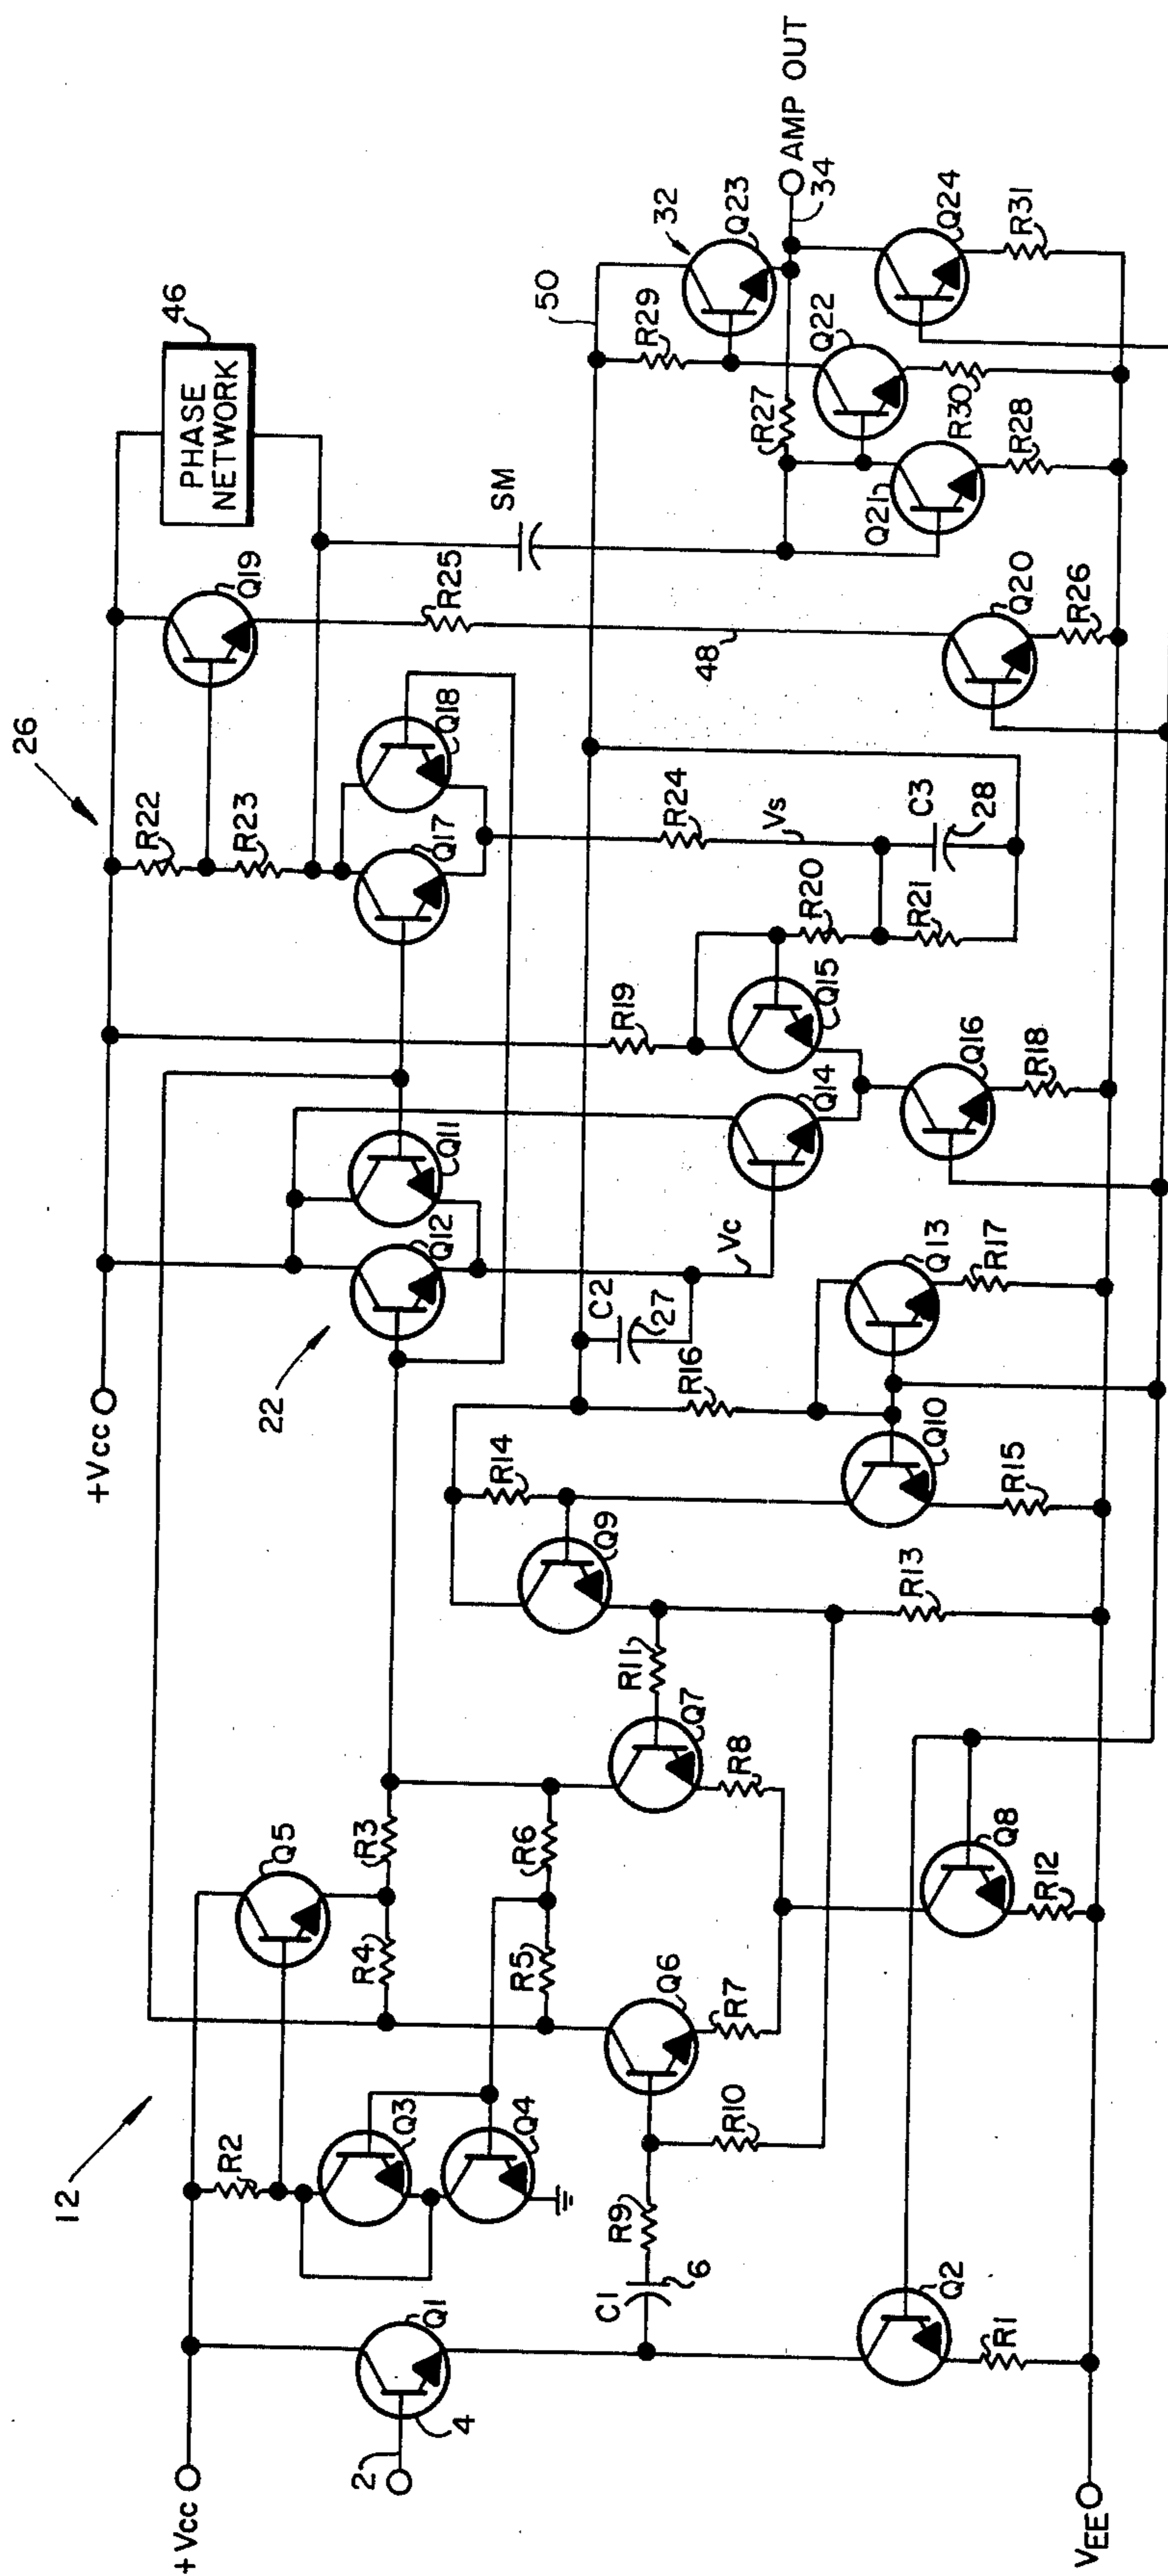 +Vcc
2
4
Q1
12
R2
Q3
Q4
C1
6
R9
Q2
R1
VEE
Q5
R4
R3
R5
R6
Q6
R7
R10
Q7
R8
R11
Q8
R12
Q9
R14
R13
Q10
R15
R16
C2
27
Q13
R17
+Vcc
22
Q12
Q11
Vc
Q14
Q15
R19
Q16
R18
R20
R21
C3
28
Vs
R24
26
R22
R23
Q17
Q18
Q19
R25
48
Q20
R26
46
PHASE
NETWORK
SM
50
R29
R27
Q21
R28
Q22
R30
32
Q23
AMP OUT
34
Q24
R31